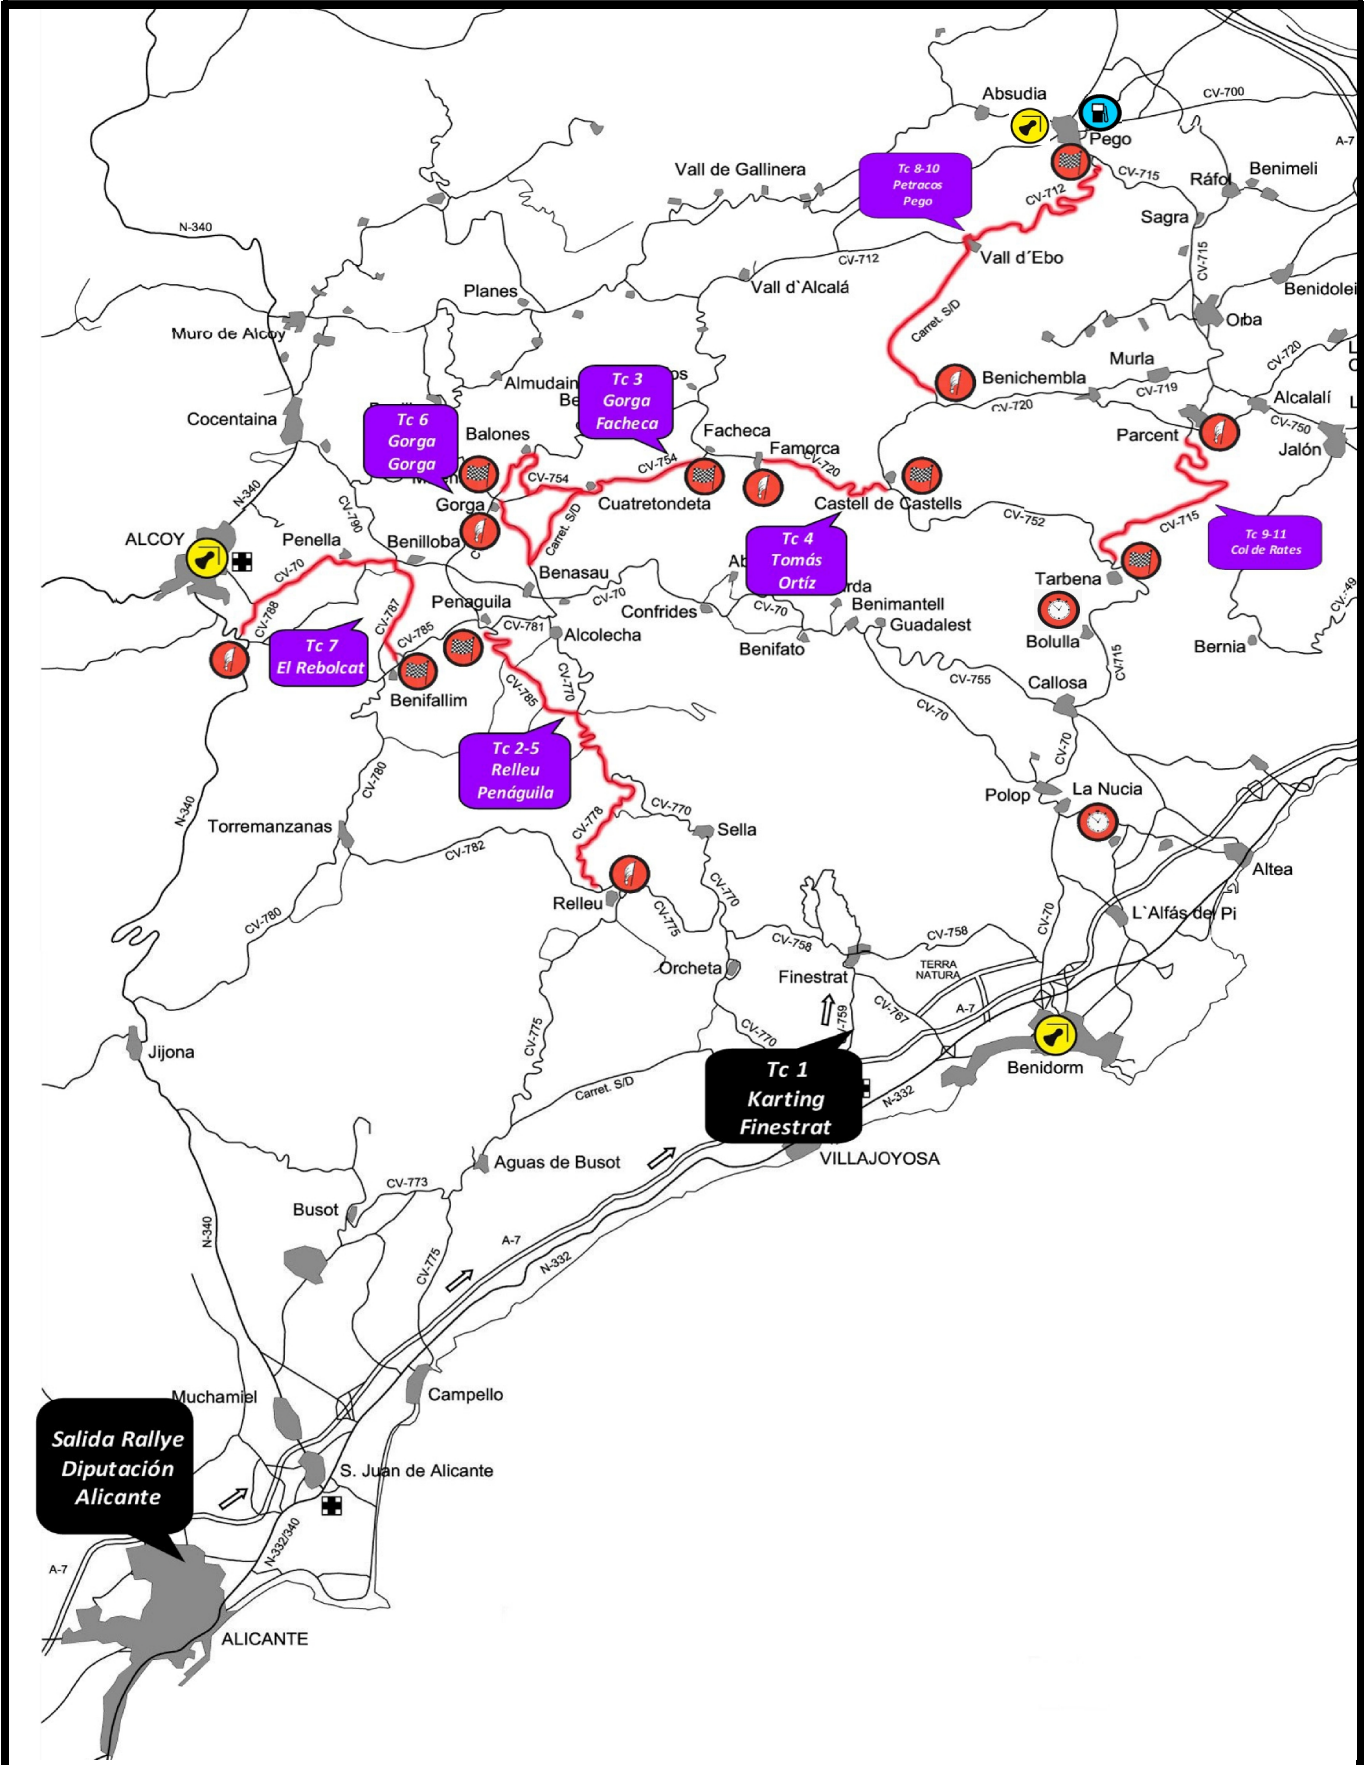 Absudia
CV-700
Pego
A-7
Vall de Gallinera
Tc 8-10
Petracos
Pego
CV-715
CV-712
Ráfol
Benimeli
Sagra
N-340
CV-715
Vall d´Ebo
CV-712
Vall d`Alcalá
Benidolei
Planes
Carret. S/D
Orba
Muro de Alcoy
CV-720
Murla
Almudain
Tc 3
Gorga
Facheca
os
Be
Benichembla
CV-719
CV-720
Alcalalí
Tc 6
Gorga
Gorga
Cocentaina
Balones
Facheca
Famorca
Parcent
CV-750
Jalón
CV-754
CV-754
CV-720
N-340
CV-790
Gorga
Cuatretondeta
Castell de Castells
CV-752
CV-715
Carret. S/D
ALCOY
Penella
Benilloba
Tc 4
Tomás
Ortíz
Tc 9-11
Col de Rates
CV-70
Benasau
Tarbena
CV-788
Penaguila
CV-70
Confrides
CV-70
rda
Benimantell
Guadalest
CV-787
CV-785
CV-781
Alcolecha
Benifato
Bolulla
Bernia
Tc 7
El Rebolcat
CV-715
Benifallim
CV-785
CV-770
CV-755
Callosa
CV-70
Tc 2-5
Relleu
Penáguila
CV-70
CV-780
Polop
La Nucia
N-340
CV-770
Torremanzanas
CV-778
Sella
CV-782
Altea
Relleu
CV-770
CV-780
CV-775
CV-70
L`Alfás del Pi
CV-758
CV-758
Orcheta
Finestrat
TERRA
NATURA
CV-767
A-7
CV-775
CV-770
-759
Jijona
Benidorm
Tc 1
Karting
Finestrat
Carret. S/D
N-332
Aguas de Busot
VILLAJOYOSA
CV-773
Busot
N-340
A-7
CV-775
N-332
Muchamiel
Campello
Salida Rallye
Diputación
Alicante
S. Juan de Alicante
N-332/340
A-7
ALICANTE